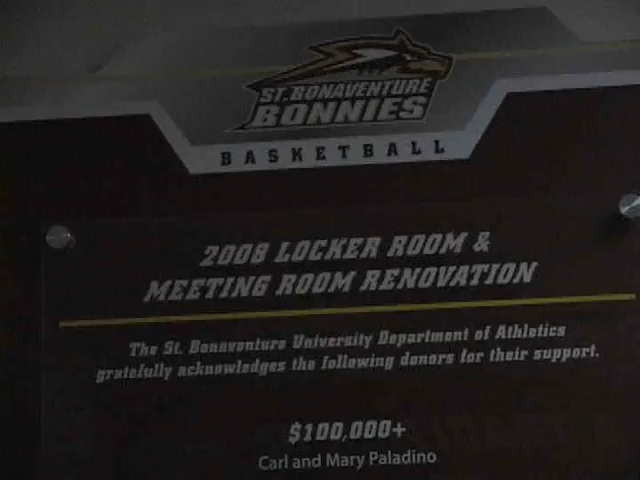 ST. BONAVENTURE
BONNIES
BASKETBALL
2008 LOCKER ROOM &
MEETING ROOM RENOVATION
The St. Bonaventure University Department of Athletics
gratefully acknowledges the following donors for their support.
$100,000+
Carl and Mary Paladino